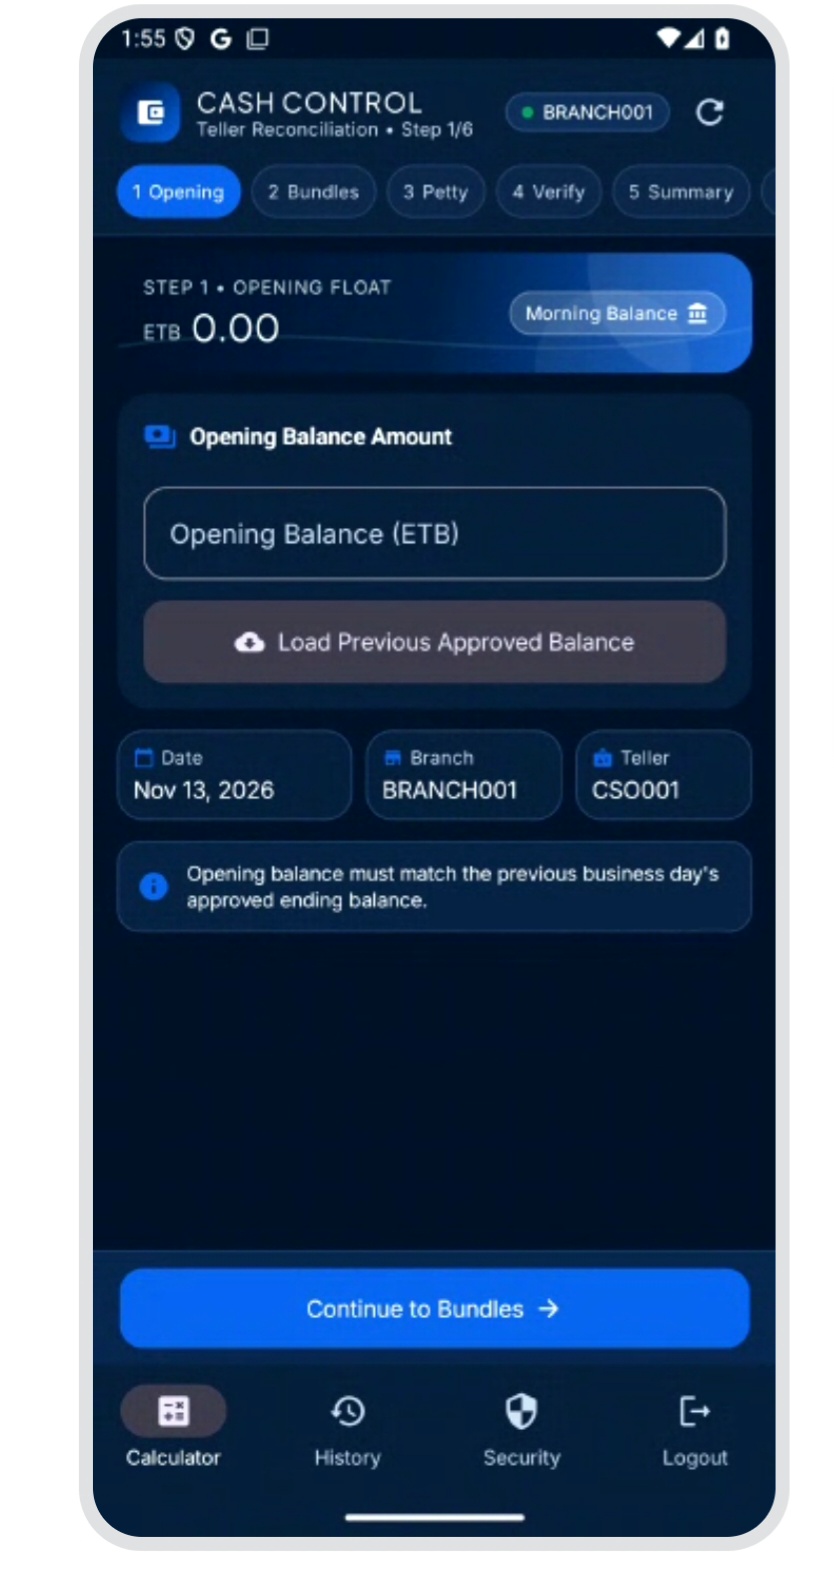 1:55
CASH CONTROL
Teller Reconciliation • Step 1/6
BRANCH001
1 Opening
2 Bundles
3 Petty
4 Verify
5 Summary
STEP 1 • OPENING FLOAT
ETB 0.00
Morning Balance
Opening Balance Amount
Opening Balance (ETB)
Load Previous Approved Balance
Date
Nov 13, 2026
Branch
BRANCH001
Teller
CSO001
Opening balance must match the previous business day's
approved ending balance.
Continue to Bundles →
Calculator
History
Security
Logout